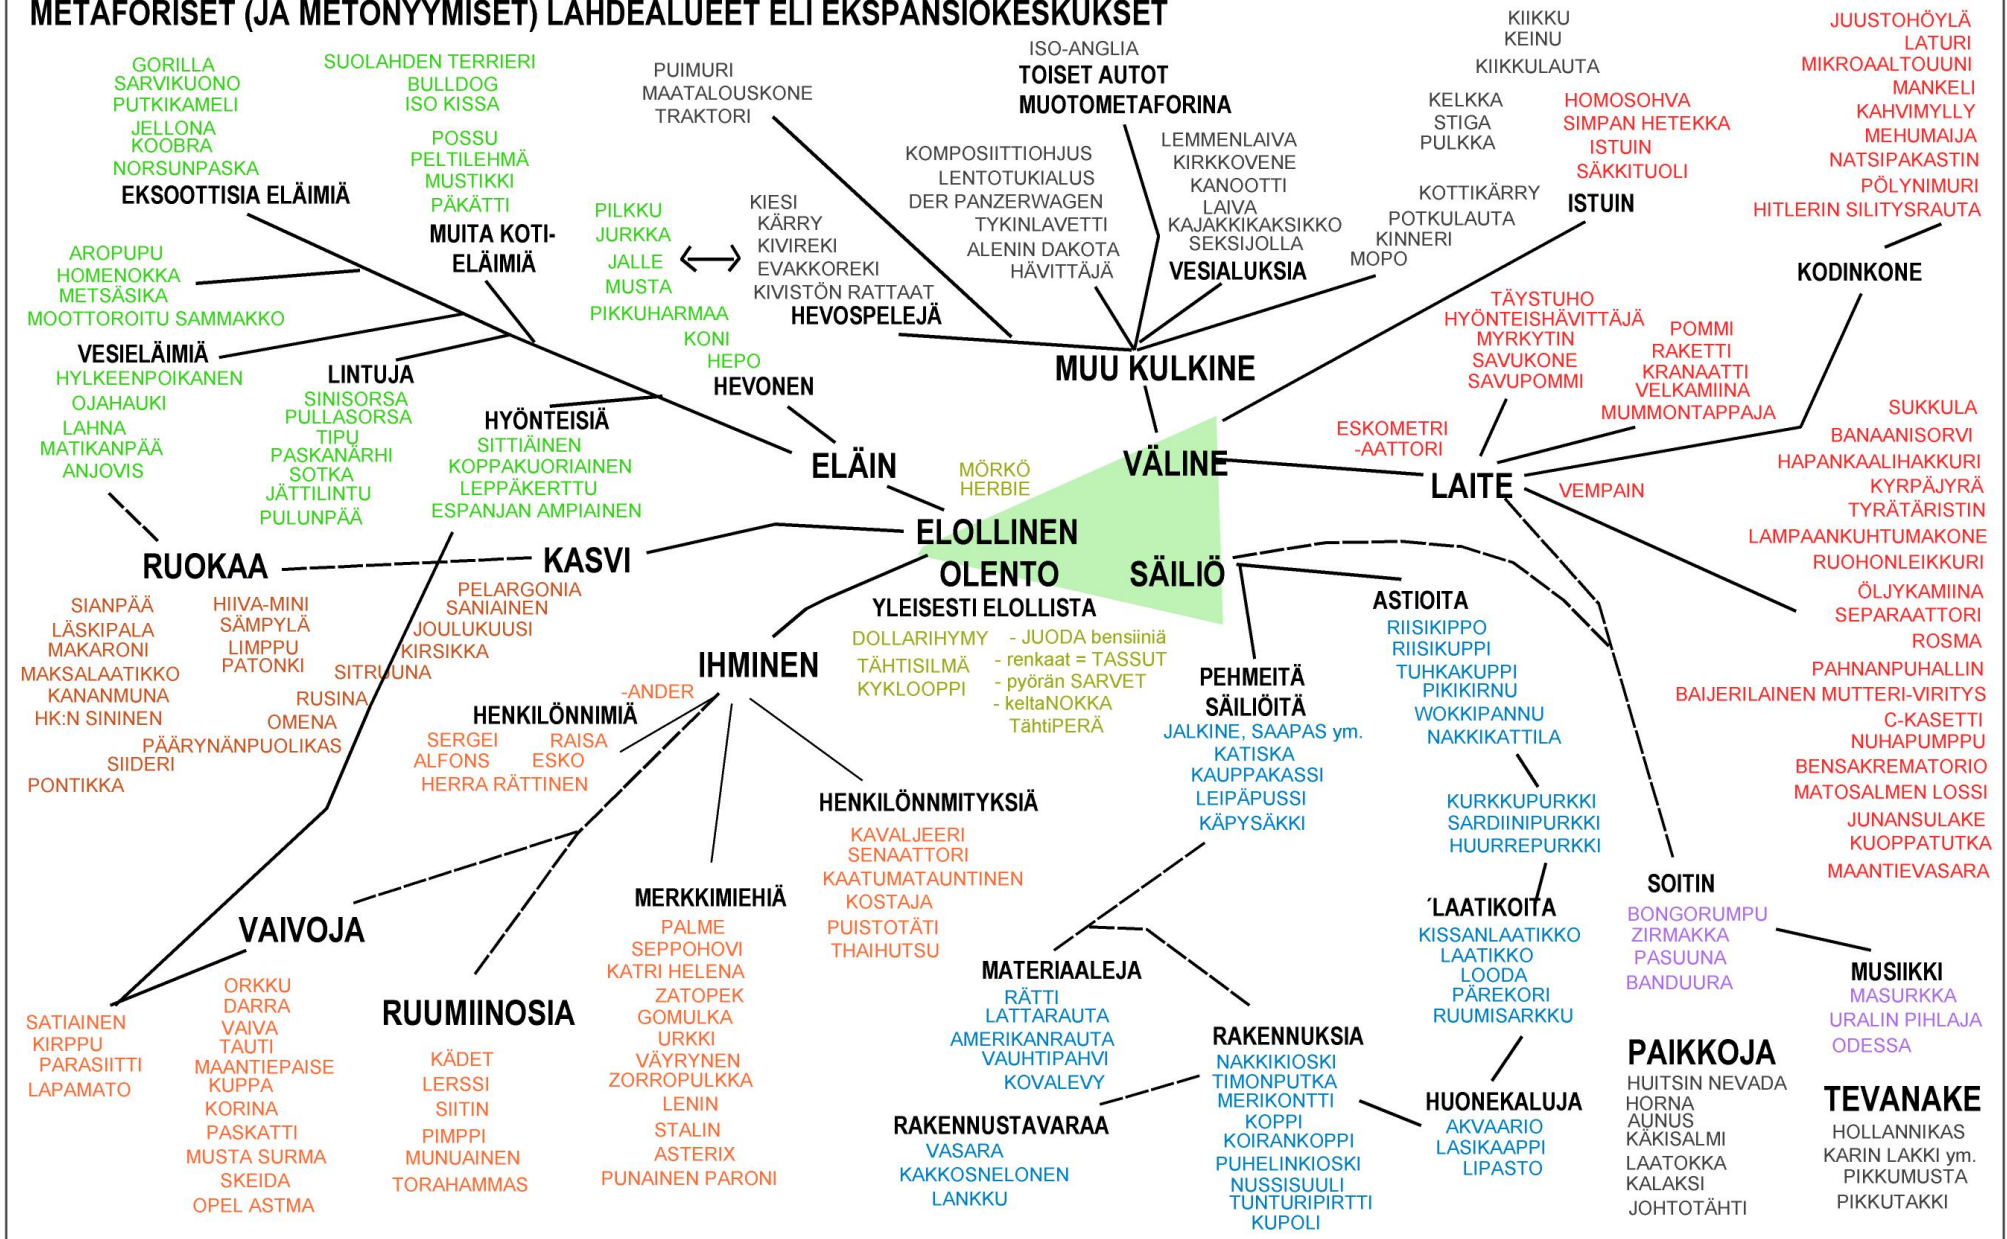 METAFORISET (JA METONYYMISET) LÄHDEALUEET ELI EKSPANSIOKESKUKSET
GORILLA
SARVIKUONO
PUTKIKAMELI
JELLONA
KOOBRA
NORSUNPASKA
EKSOOTTISIA ELÄIMIÄ
SUOLAHDEN TERRIERI
BULLDOG
ISO KISSA
POSSU
PELTILEHMÄ
MUSTIKKI
PÄKÄTTI
MUITA KOTI-
ELÄIMIÄ
AROPUPU
HOMENOKKA
METSÄSIKA
MOOTTOROITU SAMMAKKO
VESIELÄIMIÄ
HYLKEENPOIKANEN
OJAHAUKI
LAHNA
MATIKANPÄÄ
ANJOVIS
LINTUJA
SINISORSA
PULLASORSA
TIPU
PASKANÄRHI
SOTKA
JÄTTILINTU
PULUNPÄÄ
HYÖNTEISIÄ
SITTIÄINEN
KOPPAKUORIAINEN
LEPPÄKERTTU
ESPANJAN AMPIAINEN
PILKKU
JURKKA
JALLE
MUSTA
PIKKUHARMAA
KONI
HEPO
HEVONEN
PUIMURI
MAATALOUSKONE
TRAKTORI
KIESI
KÄRRY
KIVIREKI
EVAKKOREKI
KIVISTÖN RATTAAT
HEVOSPELEJÄ
ISO-ANGLIA
TOISET AUTOT
MUOTOMETAFORINA
KOMPOSIITTIOHJUS
LENTOTUKIALUS
DER PANZERWAGEN
TYKINLAVETTI
ALENIN DAKOTA
HÄVITTÄJÄ
LEMMENLAIVA
KIRKKOVENE
KANOOTTI
LAIVA
KAJAKKIKAKSIKKO
SEKSIJOLLA
VESIALUKSIA
KIIKKU
KEINU
KIIKKULAUTA
KELKKA
STIGA
PULKKA
KOTTIKÄRRY
POTKULAUTA
KINNERI
MOPO
MUU KULKINE
HOMOSOHVA
SIMPAN HETEKKA
ISTUIN
SÄKKITUOLI
ISTUIN
JUUSTOHÖYLÄ
LATURI
MIKROAALTOUUNI
MANKELI
KAHVIMYLLY
MEHUMAIJA
NATSIPAKASTIN
PÖLYNIMURI
HITLERIN SILITYSRAUTA
KODINKONE
TÄYSTUHO
HYÖNTEISHÄVITTÄJÄ
MYRKYTIN
SAVUKONE
SAVUPOMMI
POMMI
RAKETTI
KRANAATTI
VELKAMIINA
MUMMONTAPPAJA
ESKOMETRI
-AATTORI
LAITE
VEMPAIN
SUKKULA
BANAANISORVI
HAPANKAALIHAKKURI
KYRPÄJYRÄ
TYRÄTÄRISTIN
LAMPAANKUHTUMAKONE
RUOHONLEIKKURI
ÖLJYKAMIINA
SEPARAATTORI
ROSMA
PAHNANPUHALLIN
BAIJERILAINEN MUTTERI-VIRITYS
C-KASETTI
NUHAPUMPPU
BENSAKREMATORIO
MATOSALMEN LOSSI
JUNANSULAKE
KUOPPATUTKA
MAANTIEVASARA
ELÄIN
MÖRKÖ
HERBIE
VÄLINE
ELOLLINEN
OLENTO
SÄILIÖ
YLEISESTI ELOLLISTA
DOLLARIHYMY
TÄHTISILMÄ
KYKLOOPPI
- JUODA bensiiniä
- renkaat = TASSUT
- pyörän SARVET
- keltaNOKKA
TähtiPERÄ
RUOKAA
SIANPÄÄ
LÄSKIPALA
MAKARONI
MAKSALAATIKKO
KANANMUNA
HK:N SININEN
HIIVA-MINI
SÄMPYLÄ
LIMPPU
PATONKI
KASVI
PELARGONIA
SANIAINEN
JOULUKUUSI
KIRSIKKA
SITRUUNA
RUSINA
OMENA
PÄÄRYNÄNPUOLIKAS
SIIDERI
PONTIKKA
IHMINEN
-ANDER
HENKILÖNNIMIÄ
SERGEI
RAISA
ALFONS
ESKO
HERRA RÄTTINEN
HENKILÖNNMITYKSIÄ
KAVALJEERI
SENAATTORI
KAATUMATAUNTINEN
KOSTAJA
PUISTOTÄTI
THAIHUTSU
MERKKIMIEHIÄ
PALME
SEPPOHOVI
KATRI HELENA
ZATOPEK
GOMULKA
URKKI
VÄYRYNEN
ZORROPULKKA
LENIN
STALIN
ASTERIX
PUNAINEN PARONI
VAIVOJA
SATIAINEN
KIRPPU
PARASIITTI
LAPAMATO
ORKKU
DARRA
VAIVA
TAUTI
MAANTIEPAISE
KUPPA
KORINA
PASKATTI
MUSTA SURMA
SKEIDA
OPEL ASTMA
RUUMIINOSIA
KÄDET
LERSSI
SIITIN
PIMPPI
MUNUAINEN
TORAHAMMAS
PEHMEITÄ
SÄILIÖITÄ
JALKINE, SAAPAS ym.
KATISKA
KAUPPAKASSI
LEIPÄPUSSI
KÄPYSÄKKI
ASTIOITA
RIISIKIPPO
RIISIKUPPI
TUHKAKUPPI
PIKIKIRNU
WOKKIPANNU
NAKKIKATTILA
KURKKUPURKKI
SARDIINIPURKKI
HUURREPURKKI
´LAATIKOITA
KISSANLAATIKKO
LAATIKKO
LOODA
PÄREKORI
RUUMISARKKU
MATERIAALEJA
RÄTTI
LATTARAUTA
AMERIKANRAUTA
VAUHTIPAHVI
KOVALEVY
RAKENNUSTAVARAA
VASARA
KAKKOSNELONEN
LANKKU
RAKENNUKSIA
NAKKIKIOSKI
TIMONPUTKA
MERIKONTTI
KOPPI
KOIRANKOPPI
PUHELINKIOSKI
NUSSISUULI
TUNTURIPIRTTI
KUPOLI
HUONEKALUJA
AKVAARIO
LASIKAAPPI
LIPASTO
SOITIN
BONGORUMPU
ZIRMAKKA
PASUUNA
BANDUURA
MUSIIKKI
MASURKKA
URALIN PIHLAJA
ODESSA
PAIKKOJA
HUITSIN NEVADA
HORNA
AUNUS
KÄKISALMI
LAATOKKA
KALAKSI
JOHTOTÄHTI
TEVANAKE
HOLLANNIKAS
KARIN LAKKI ym.
PIKKUMUSTA
PIKKUTAKKI